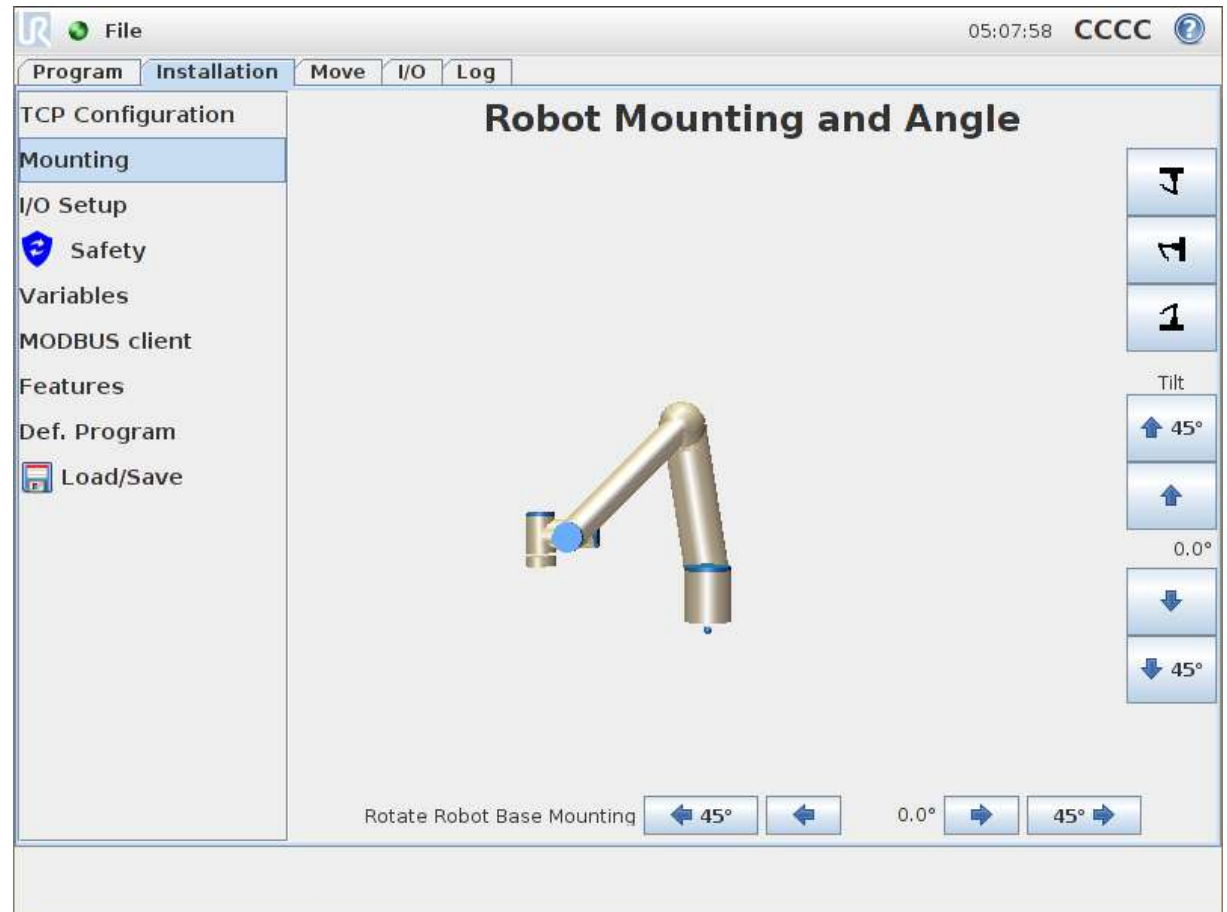 UR File 05:07:58 CCCC ?
Program Installation Move I/O Log
TCP Configuration
Robot Mounting and Angle
Mounting
I/O Setup
Safety
Variables
MODBUS client
Features
Def. Program
Load/Save
Tilt
45°
0.0°
45°
Rotate Robot Base Mounting 45° 0.0° 45°